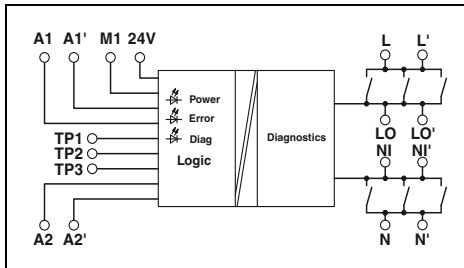 A1 A1' M1 24V L L'
Power
Error
TP1 Diag LO LO'
TP2 Logic Diagnostics NI NI'
TP3
A2 A2' N N'